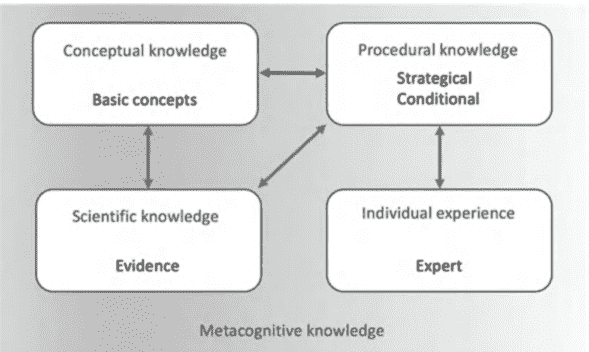 Conceptual knowledge
Basic concepts
Procedural knowledge
Strategical
Conditional
Scientific knowledge
Evidence
Individual experience
Expert
Metacognitive knowledge